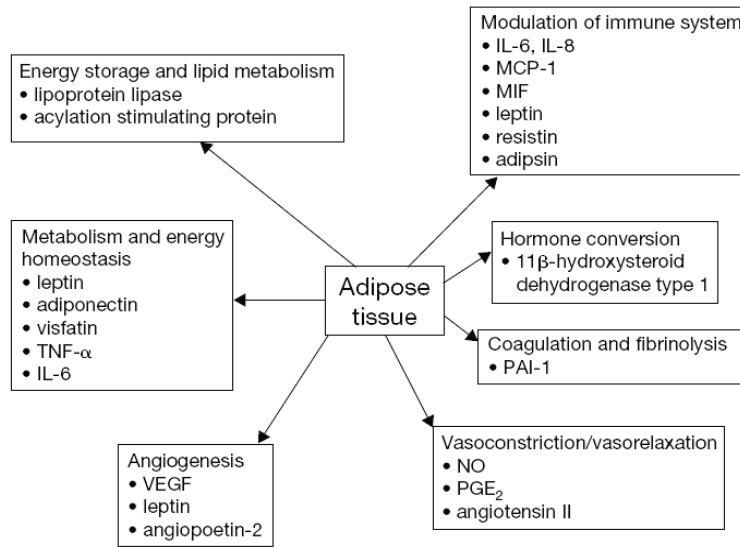 Modulation of immune system
• IL-6, IL-8
• MCP-1
• MIF
• leptin
• resistin
• adipsin
Energy storage and lipid metabolism
• lipoprotein lipase
• acylation stimulating protein
Metabolism and energy
homeostasis
• leptin
• adiponectin
• visfatin
• TNF-α
• IL-6
Adipose
tissue
Hormone conversion
• 11β-hydroxysteroid
dehydrogenase type 1
Coagulation and fibrinolysis
• PAI-1
Angiogenesis
• VEGF
• leptin
• angiopoetin-2
Vasoconstriction/vasorelaxation
• NO
• PGE₂
• angiotensin II